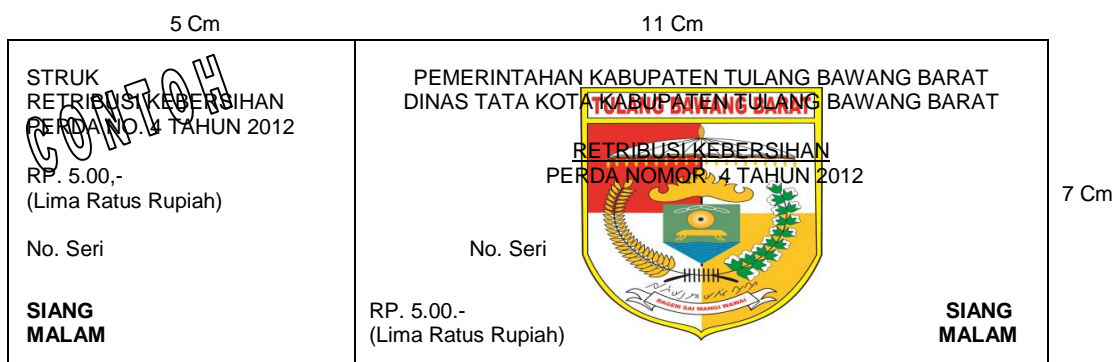 5 Cm
11 Cm
STRUK
RETRIBUSI KEBERSIHAN
PERDA NO. 4 TAHUN 2012
CONTOH
RP. 5.00,-
(Lima Ratus Rupiah)
No. Seri
SIANG
MALAM
PEMERINTAHAN KABUPATEN TULANG BAWANG BARAT
DINAS TATA KOTA KABUPATEN TULANG BAWANG BARAT
TULANG BAWANG BARAT
RETRIBUSI KEBERSIHAN
PERDA NOMOR 4 TAHUN 2012
No. Seri
RAGEM SAI MANGI WAWAI
RP. 5.00.-
(Lima Ratus Rupiah)
SIANG
MALAM
7 Cm